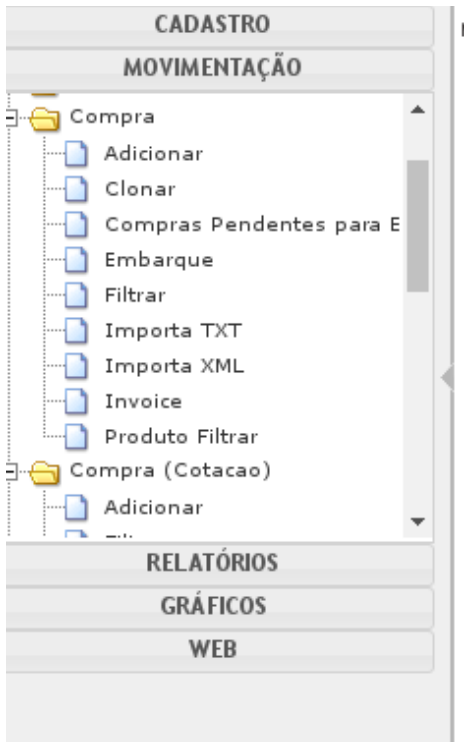 CADASTRO
MOVIMENTAÇÃO
Compra
Adicionar
Clonar
Compras Pendentes para E
Embarque
Filtrar
Importa TXT
Importa XML
Invoice
Produto Filtrar
Compra (Cotacao)
Adicionar
RELATÓRIOS
GRÁFICOS
WEB